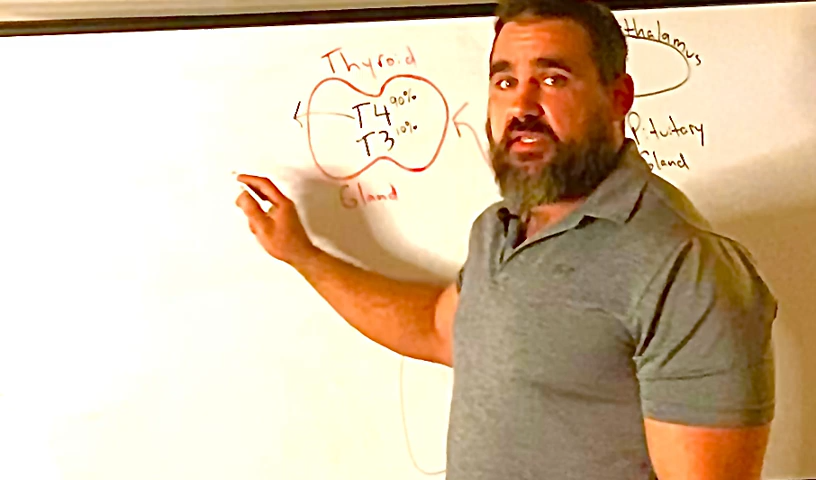 Thyroid
T4 90%
T3 10%
Gland
thalamus
Pituitary
Gland